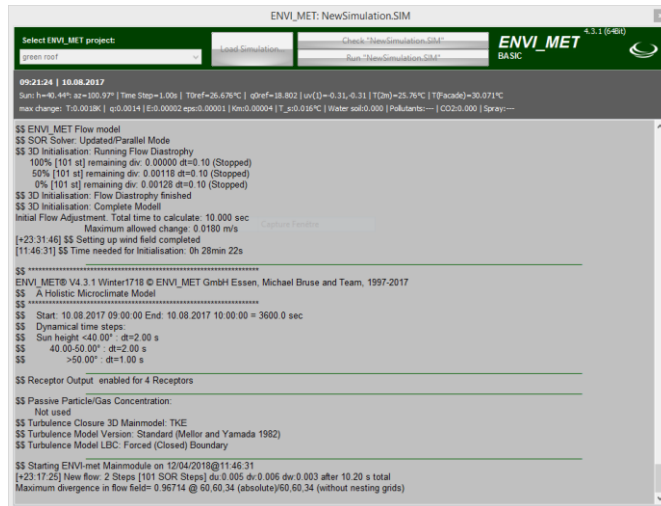 ENVI_MET: NewSimulation.SIM
Select ENVI_MET project:
green roof
Load Simulation...
Check "NewSimulation.SIM"
Run "NewSimulation.SIM"
ENVI_MET
BASIC
4.3.1 (64Bit)
09:21:24 | 10.08.2017
Sun: h=40.44°: az=100.97° | Time Step=1.00s | T0ref=26.676°C | q0ref=18.802 | uv(1)=-0.31,-0.31 | T(2m)=25.76°C | T(Facade)=30.071°C
max change: T:0.0018K | q:0.0014 | E:0.00002 eps:0.00001 | Km:0.00004 | T_s:0.016°C | Water soil:0.000 | Pollutants:--- | CO2:0.000 | Spray:---
$$ ENVI_MET Flow model
$$ SOR Solver: Updated/Parallel Mode
$$ 3D Initialisation: Running Flow Diastrophy
100% [101 st] remaining div: 0.00000 dt=0.10 (Stopped)
50% [101 st] remaining div: 0.00118 dt=0.10 (Stopped)
0% [101 st] remaining div: 0.00128 dt=0.10 (Stopped)
$$ 3D Initialisation: Flow Diastrophy finished
$$ 3D Initialisation: Complete Modell
Initial Flow Adjustment. Total time to calculate: 10.000 sec
Maximum allowed change: 0.0180 m/s
[+23:31:46] $$ Setting up wind field completed
[11:46:31] $$ Time needed for Initialisation: 0h 28min 22s
$$ ******************************************************************
ENVI_MET® V4.3.1 Winter1718 © ENVI_MET GmbH Essen, Michael Bruse and Team, 1997-2017
$$ A Holistic Microclimate Model
$$ ******************************************************************
$$ Start: 10.08.2017 09:00:00 End: 10.08.2017 10:00:00 = 3600.0 sec
$$ Dynamical time steps:
$$ Sun height <40.00° : dt=2.00 s
$$ 40.00-50.00° : dt=2.00 s
$$ >50.00° : dt=1.00 s
$$ Receptor Output enabled for 4 Receptors
$$ Passive Particle/Gas Concentration:
Not used
$$ Turbulence Closure 3D Mainmodel: TKE
$$ Turbulence Model Version: Standard (Mellor and Yamada 1982)
$$ Turbulence Model LBC: Forced (Closed) Boundary
$$ Starting ENVI-met Mainmodule on 12/04/2018@11:46:31
[+23:17:25] New flow: 2 Steps [101 SOR Steps] du:0.005 dv:0.006 dw:0.003 after 10.20 s total
Maximum divergence in flow field= 0.96714 @ 60,60,34 (absolute)/60,60,34 (without nesting grids)